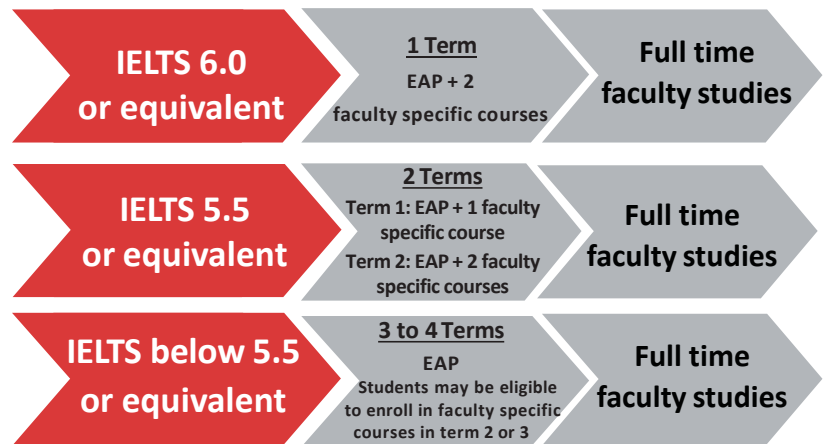 IELTS 6.0
or equivalent
1 Term
EAP + 2
faculty specific courses
Full time
faculty studies
IELTS 5.5
or equivalent
2 Terms
Term 1: EAP + 1 faculty
specific course
Term 2: EAP + 2 faculty
specific courses
Full time
faculty studies
IELTS below 5.5
or equivalent
3 to 4 Terms
EAP
Students may be eligible
to enroll in faculty specific
courses in term 2 or 3
Full time
faculty studies